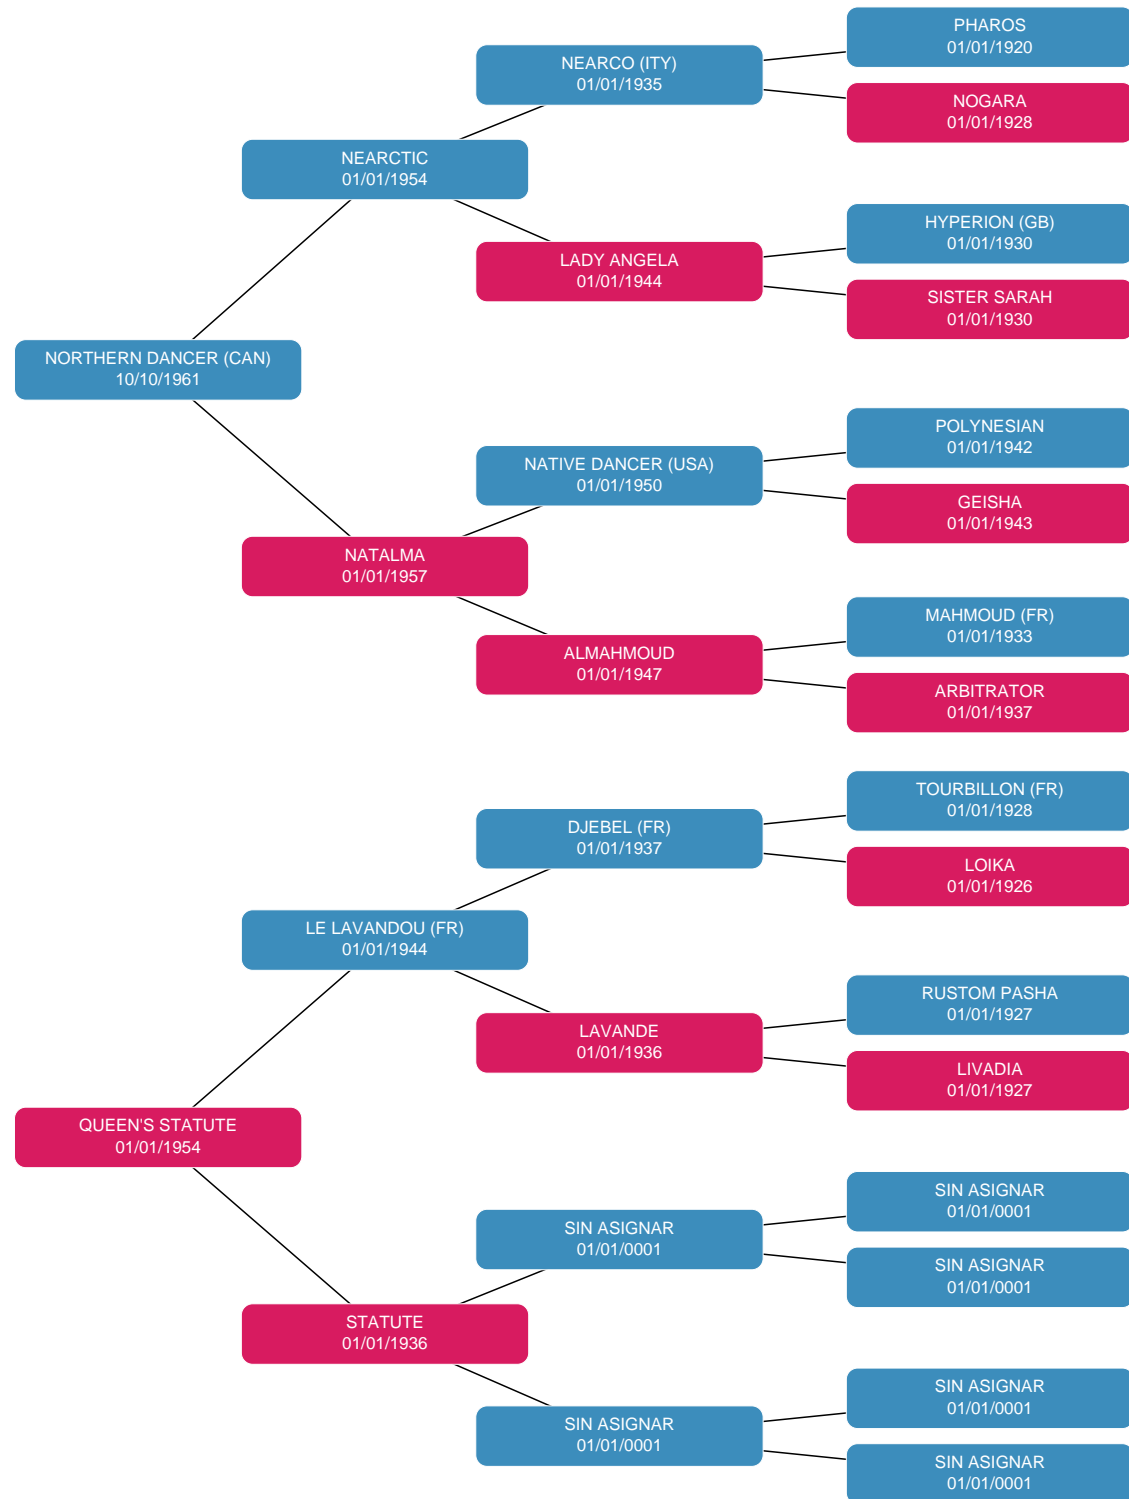 PHAROS
01/01/1920
NEARCO (ITY)
01/01/1935
NOGARA
01/01/1928
NEARCTIC
01/01/1954
HYPERION (GB)
01/01/1930
LADY ANGELA
01/01/1944
SISTER SARAH
01/01/1930
NORTHERN DANCER (CAN)
10/10/1961
POLYNESIAN
01/01/1942
NATIVE DANCER (USA)
01/01/1950
GEISHA
01/01/1943
NATALMA
01/01/1957
MAHMOUD (FR)
01/01/1933
ALMAHMOUD
01/01/1947
ARBITRATOR
01/01/1937
TOURBILLON (FR)
01/01/1928
DJEBEL (FR)
01/01/1937
LOIKA
01/01/1926
LE LAVANDOU (FR)
01/01/1944
RUSTOM PASHA
01/01/1927
LAVANDE
01/01/1936
LIVADIA
01/01/1927
QUEEN'S STATUTE
01/01/1954
SIN ASIGNAR
01/01/0001
SIN ASIGNAR
01/01/0001
SIN ASIGNAR
01/01/0001
STATUTE
01/01/1936
SIN ASIGNAR
01/01/0001
SIN ASIGNAR
01/01/0001
SIN ASIGNAR
01/01/0001